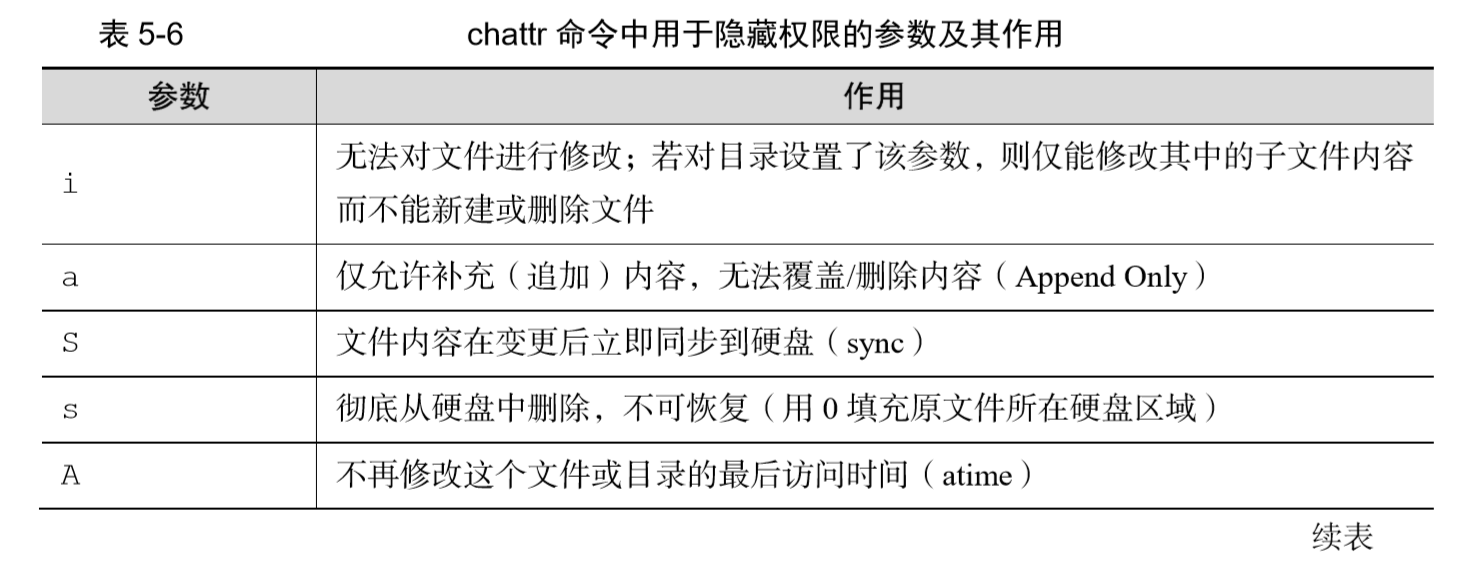 表 5-6 chattr 命令中用于隐藏权限的参数及其作用
参数 作用
i 无法对文件进行修改；若对目录设置了该参数，则仅能修改其中的子文件内容
而不能新建或删除文件
a 仅允许补充（追加）内容，无法覆盖/删除内容（Append Only）
S 文件内容在变更后立即同步到硬盘（sync）
s 彻底从硬盘中删除，不可恢复（用 0 填充原文件所在硬盘区域）
A 不再修改这个文件或目录的最后访问时间（atime）
续表